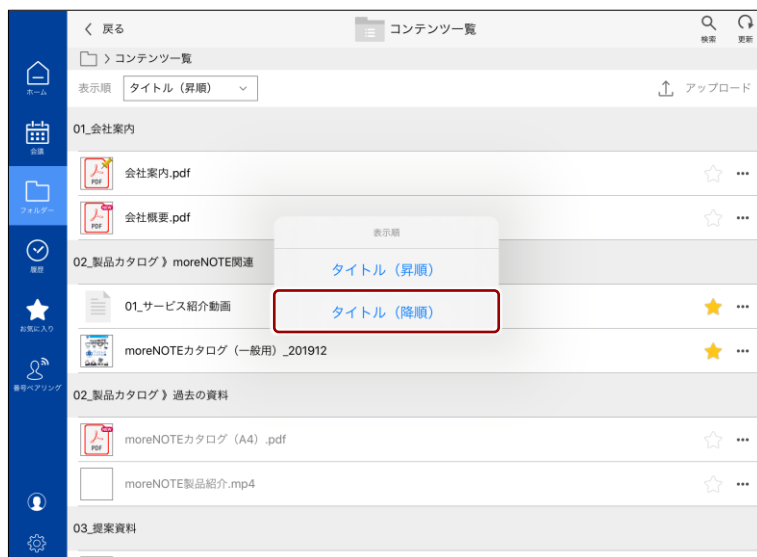 戻る
コンテンツ一覧
検索
更新
コンテンツ一覧
表示順 タイトル（昇順）
アップロード
ホーム
会議
フォルダー
履歴
お気に入り
番号ペアリング
01_会社案内
PDF 会社案内.pdf
NEW PDF 会社概要.pdf
02_製品カタログ 》moreNOTE関連
01_サービス紹介動画
moreNOTEカタログ（一般用）_201912
02_製品カタログ 》過去の資料
NEW PDF moreNOTEカタログ（A4）.pdf
moreNOTE製品紹介.mp4
03_提案資料
表示順
タイトル（昇順）
タイトル（降順）